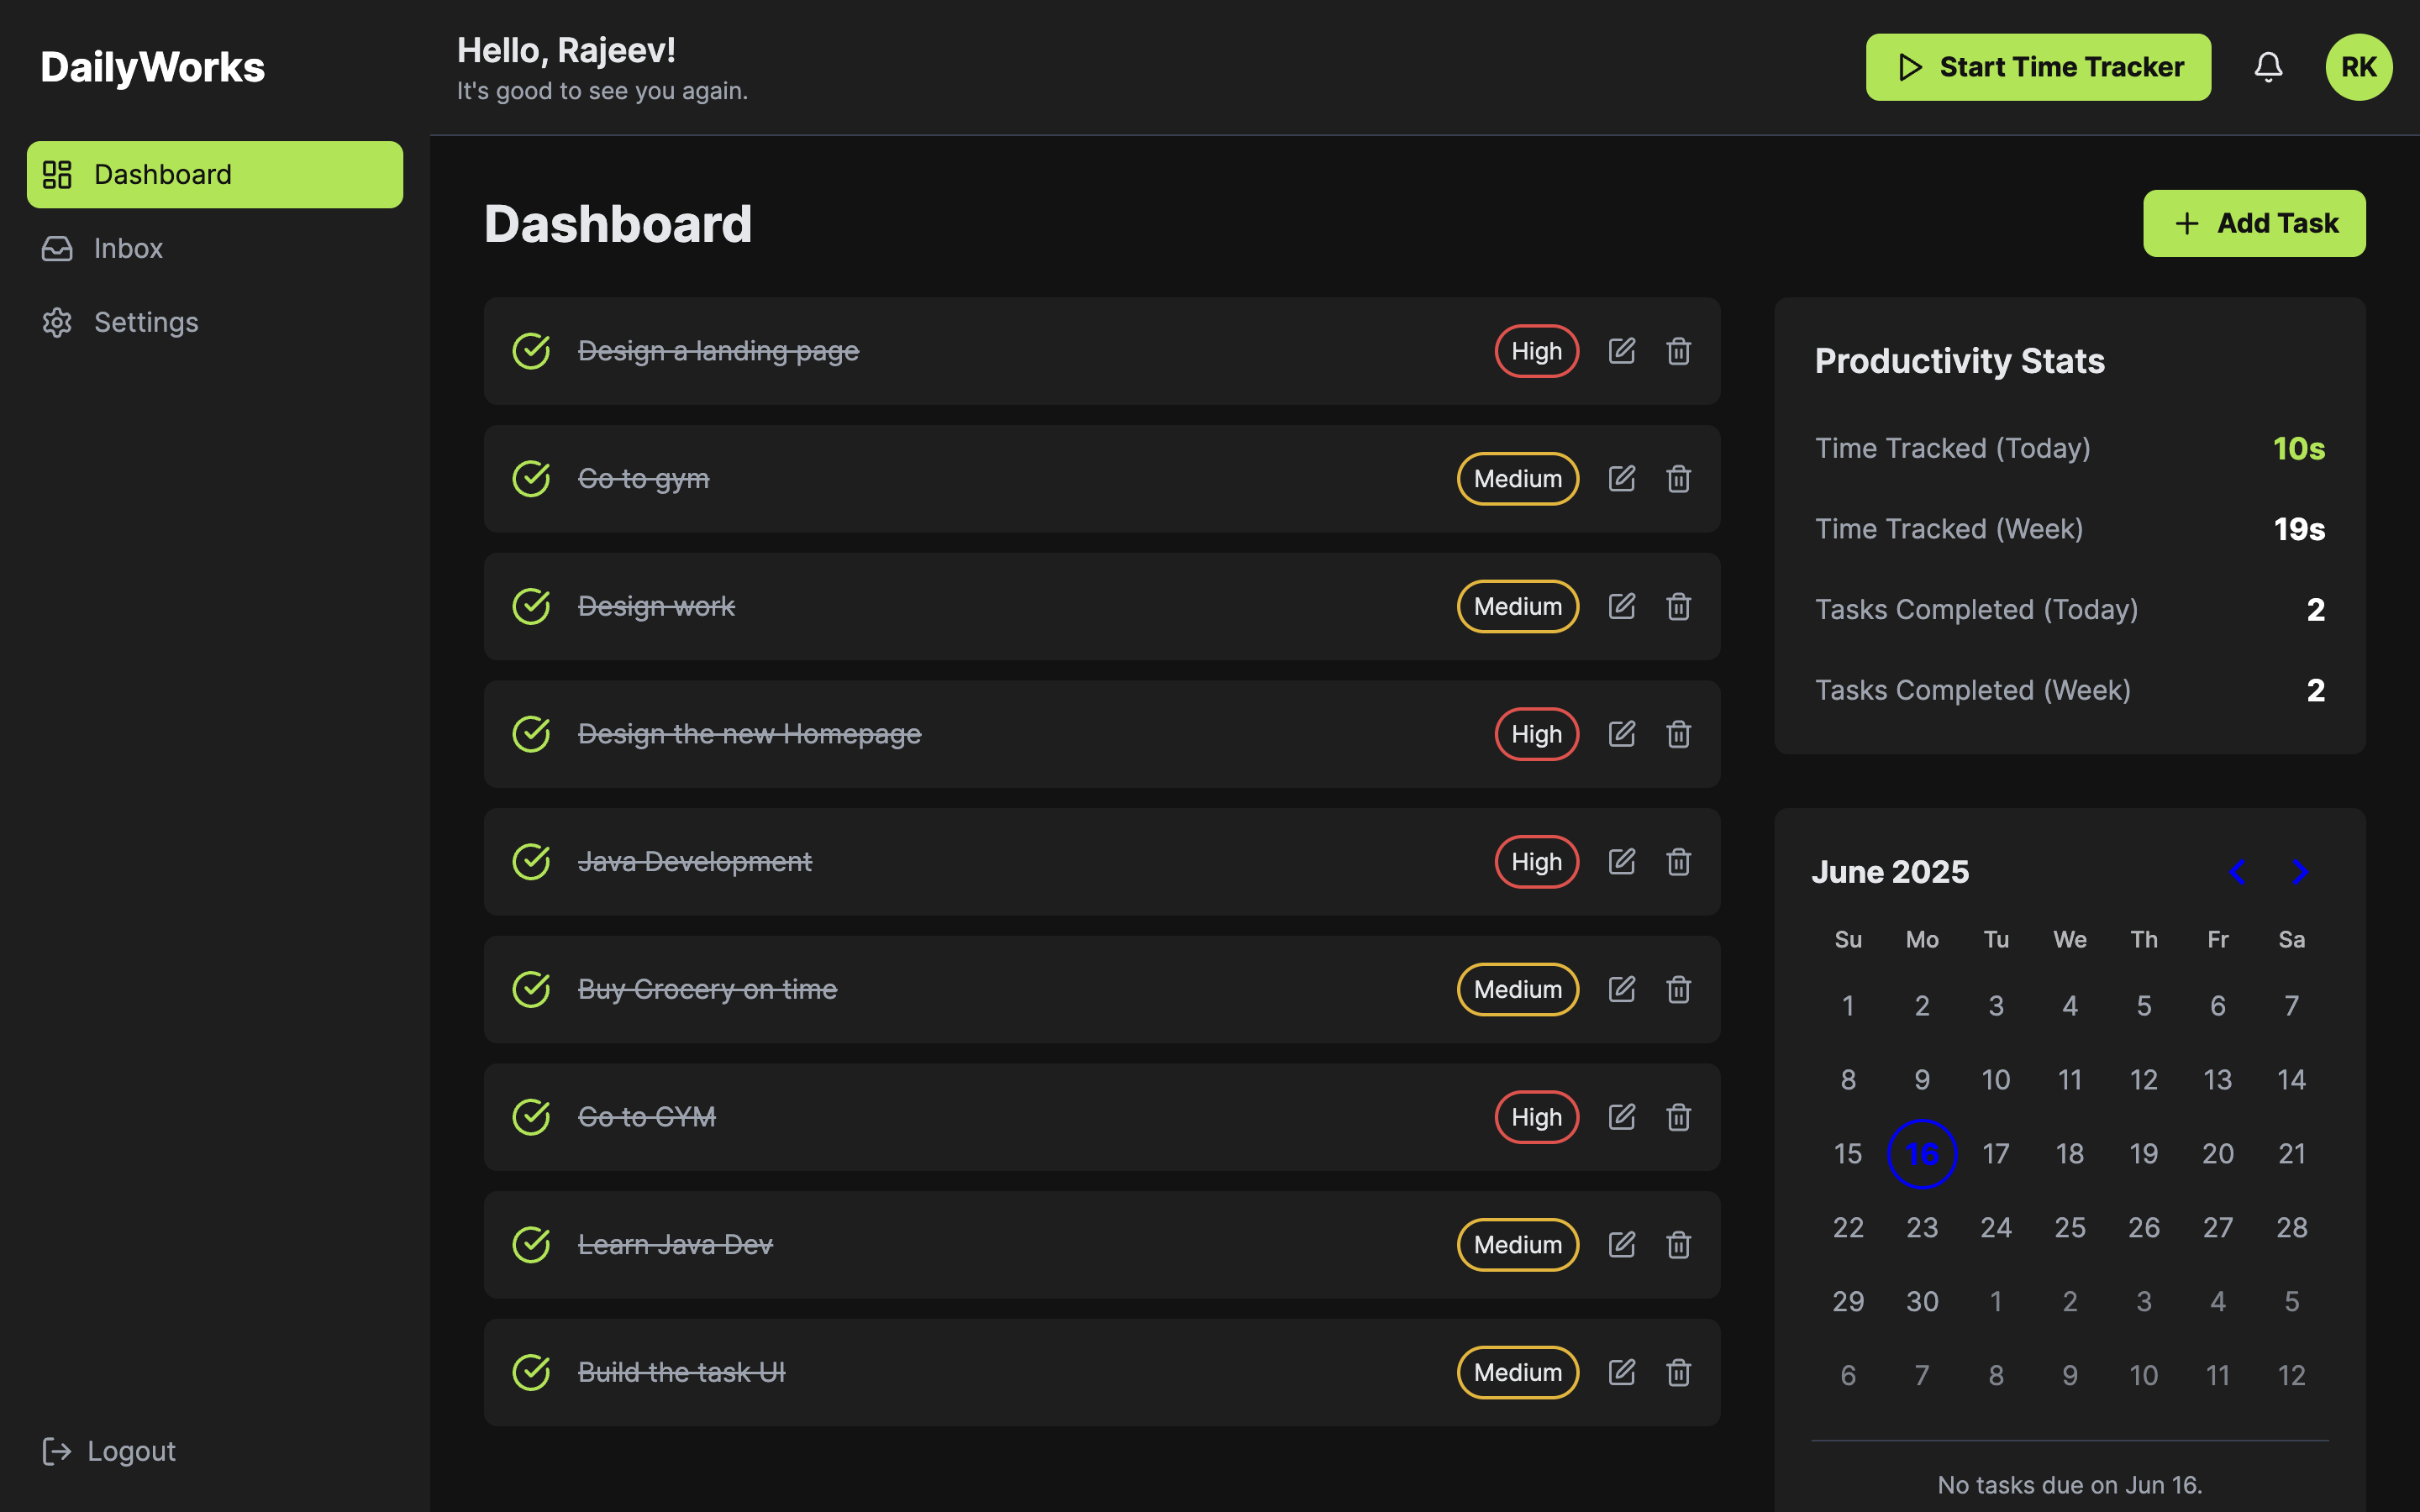 DailyWorks
Dashboard
Inbox
Settings
Logout
Hello, Rajeev!
It's good to see you again.
Start Time Tracker
RK
Dashboard
Add Task
Design a landing page High
Go to gym Medium
Design work Medium
Design the new Homepage High
Java Development High
Buy Grocery on time Medium
Go to GYM High
Learn Java Dev Medium
Build the task UI Medium
Productivity Stats
Time Tracked (Today) 10s
Time Tracked (Week) 19s
Tasks Completed (Today) 2
Tasks Completed (Week) 2
June 2025
Su Mo Tu We Th Fr Sa
1 2 3 4 5 6 7
8 9 10 11 12 13 14
15 16 17 18 19 20 21
22 23 24 25 26 27 28
29 30 1 2 3 4 5
6 7 8 9 10 11 12
No tasks due on Jun 16.